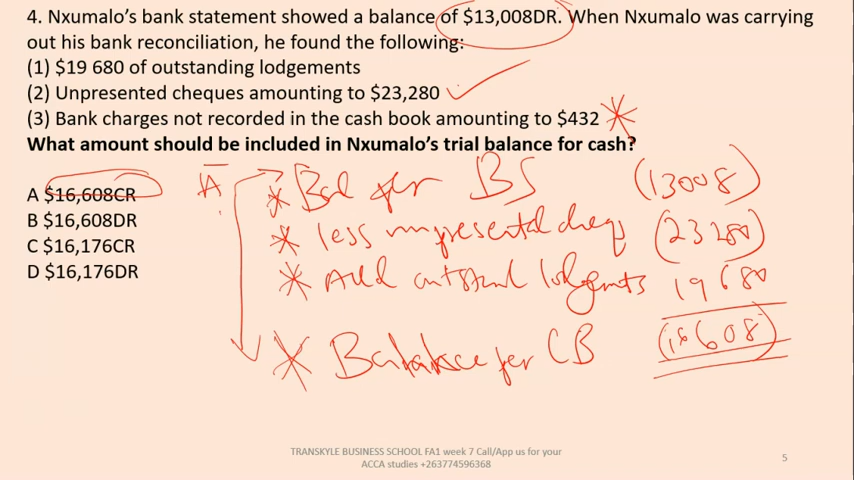 4. Nxumalo's bank statement showed a balance of $13,008DR. When Nxumalo was carrying
out his bank reconciliation, he found the following:
(1) $19 680 of outstanding lodgements
(2) Unpresented cheques amounting to $23,280
(3) Bank charges not recorded in the cash book amounting to $432
What amount should be included in Nxumalo's trial balance for cash?
A $16,608CR
B $16,608DR
C $16,176CR
D $16,176DR
A
Bal per BS (13008)
less unpresented cheqs (23280)
Add outstand lodgments 19680
Balance per CB (16608)
TRANSKYLE BUSINESS SCHOOL FA1 week 7 Call/App us for your
ACCA studies +263774596368
5